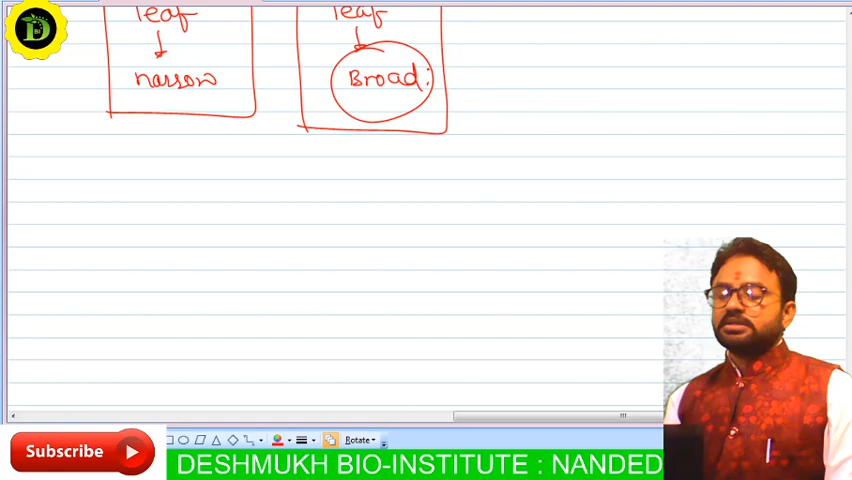 leaf leaf
narrow Broad:
Subscribe
Rotate
DESHMUKH BIO-INSTITUTE : NANDED